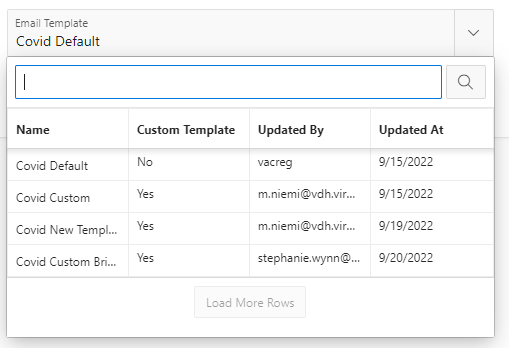 Email Template
Covid Default
Name Custom Template Updated By Updated At
Covid Default No vacreg 9/15/2022
Covid Custom Yes m.niemi@vdh.vir... 9/15/2022
Covid New Templ... Yes m.niemi@vdh.vir... 9/19/2022
Covid Custom Bri... Yes stephanie.wynn@... 9/20/2022
Load More Rows